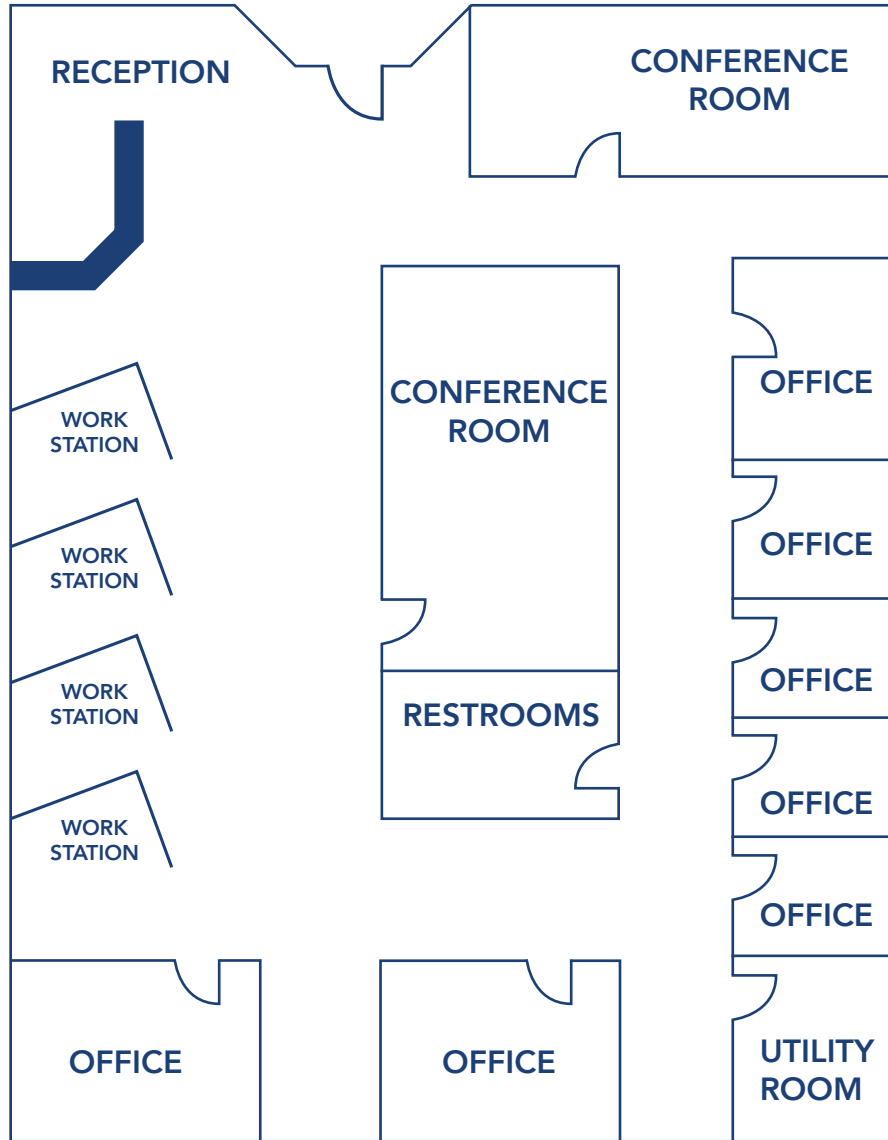 RECEPTION
CONFERENCE
ROOM
CONFERENCE
ROOM
OFFICE
WORK
STATION
OFFICE
WORK
STATION
OFFICE
WORK
STATION
RESTROOMS
OFFICE
WORK
STATION
OFFICE
OFFICE
OFFICE
UTILITY
ROOM